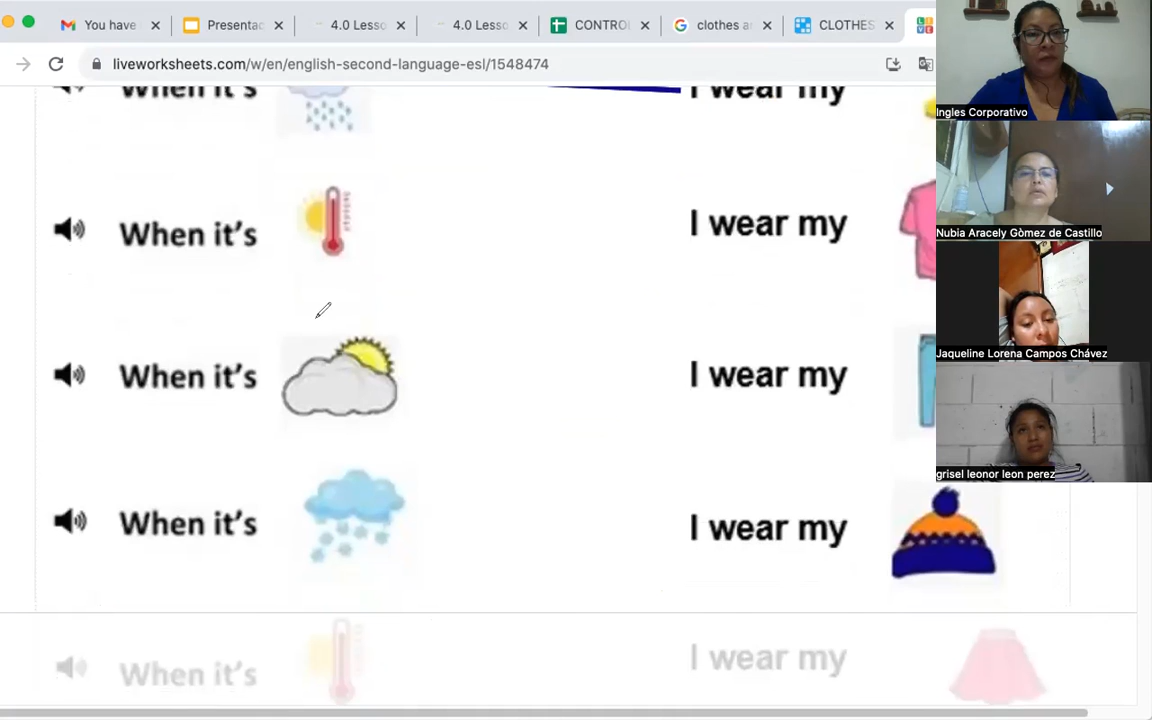 You have
Presentac
4.0 Lesso
4.0 Lesso
CONTROL
clothes a
CLOTHES
liveworksheets.com/w/en/english-second-language-esl/1548474
When it's I wear my
When it's I wear my
When it's I wear my
When it's I wear my
When it's I wear my
Ingles Corporativo
Nubia Aracely Gòmez de Castillo
Jaqueline Lorena Campos Chávez
grisel leonor leon perez